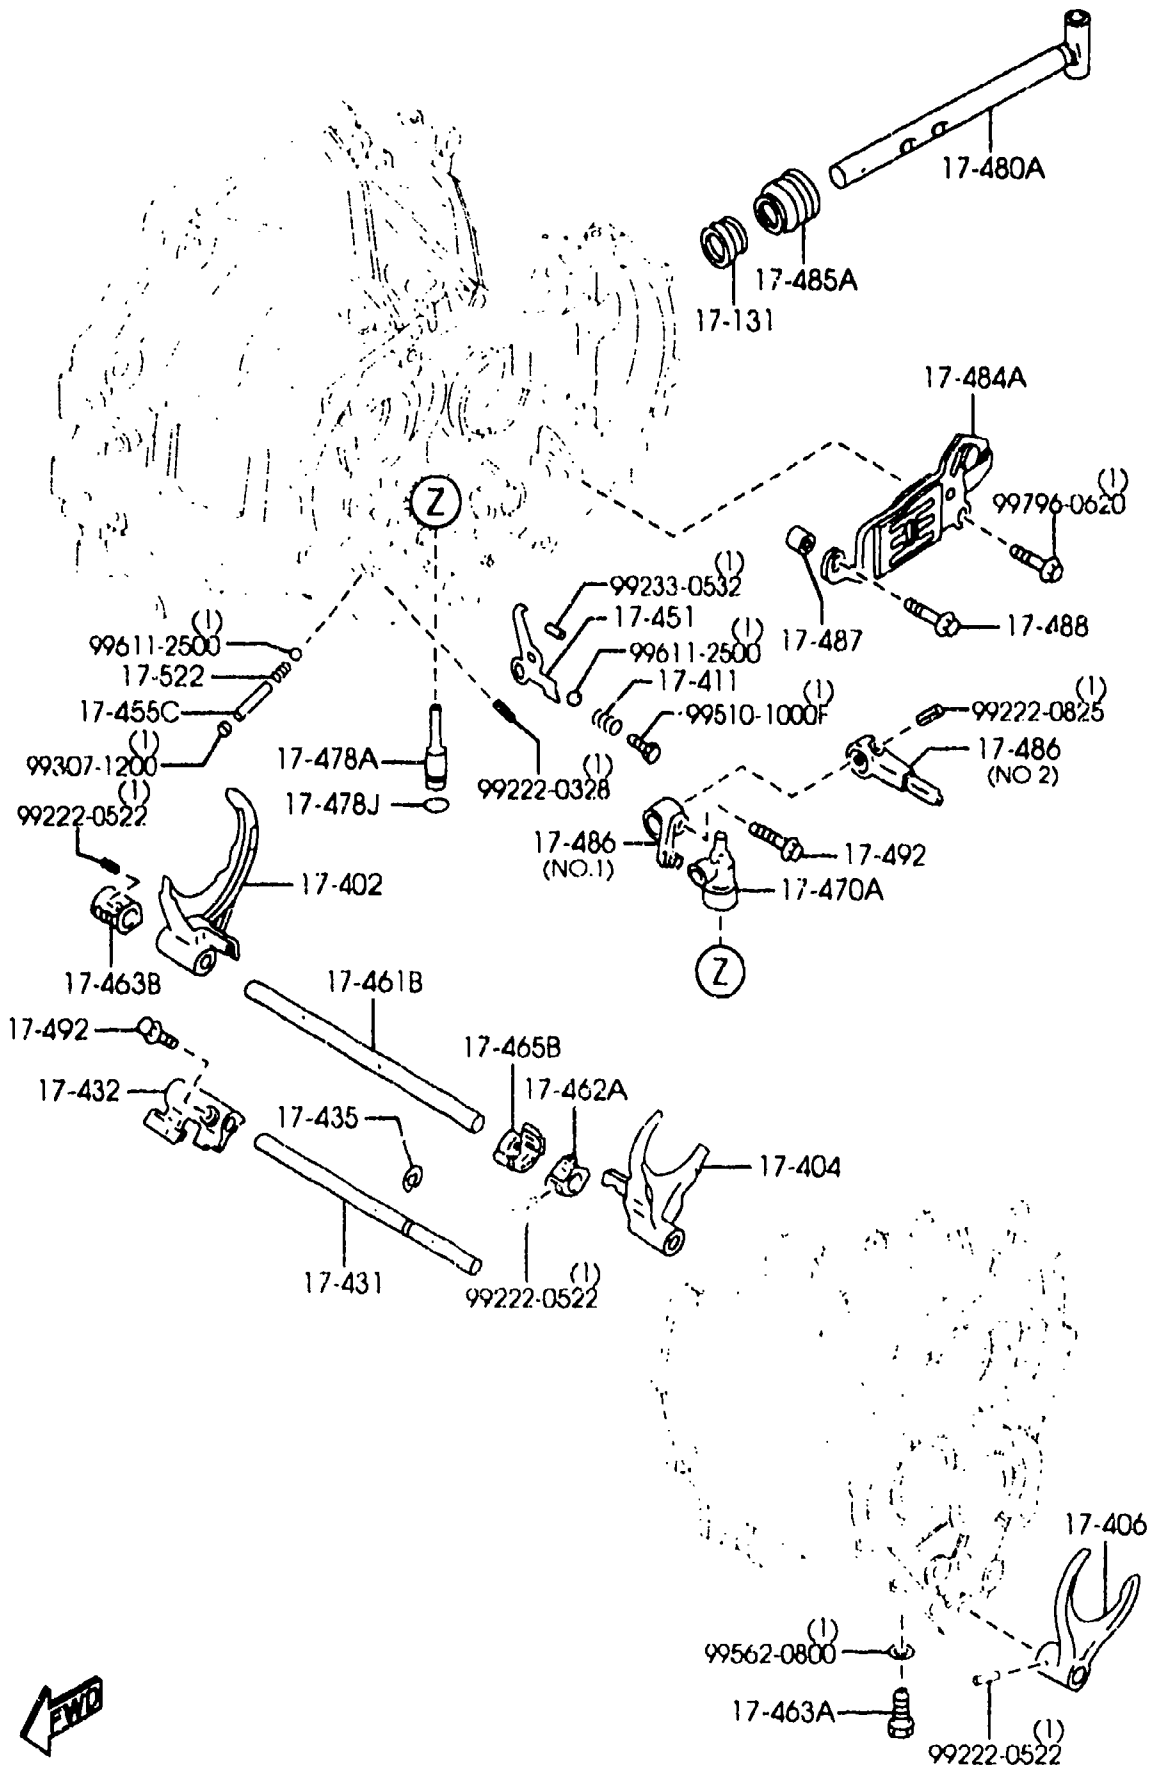 17-480A
17-485A
17-131
17-484A
(1)
99796-0620
Z
(1)
99233-0532
17-451
17-487
17-488
(1)
99611-2500
17-522
(1)
99611-2500
17-411
17-455C
(1)
99510-1000F
(1)
99222-0825
(1)
99307-1200
17-478A
17-486
(NO 2)
(1)
99222-0328
(1)
99222-0522
17-478J
17-486
(NO.1)
17-492
17-402
17-470A
17-463B
17-461B
Z
17-492
17-465B
17-432
17-462A
17-435
17-404
17-431
(1)
99222-0522
17-406
(1)
99562-0800
17-463A
(1)
99222-0522
FWD